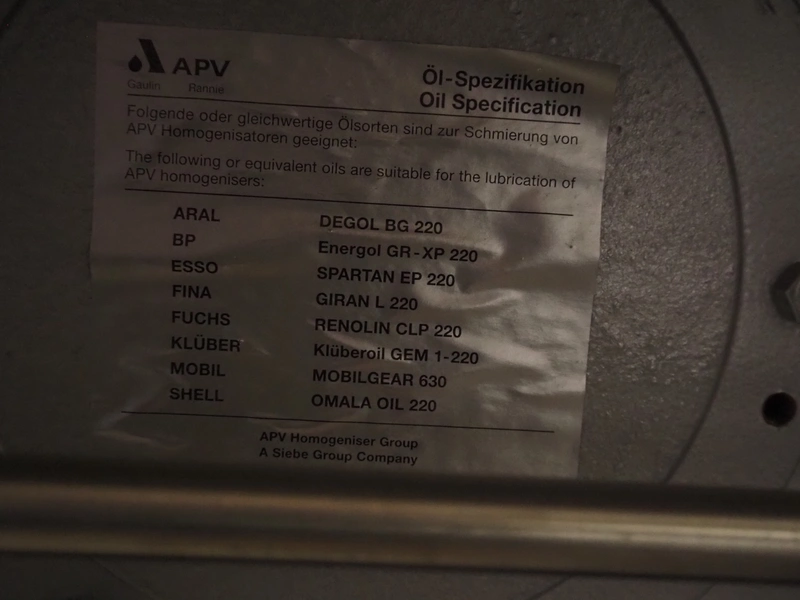 APV
Gaulin Rannie
Öl-Spezifikation
Oil Specification
Folgende oder gleichwertige Ölsorten sind zur Schmierung von
APV Homogenisatoren geeignet:
The following or equivalent oils are suitable for the lubrication of
APV homogenisers:
ARAL DEGOL BG 220
BP Energol GR-XP 220
ESSO SPARTAN EP 220
FINA GIRAN L 220
FUCHS RENOLIN CLP 220
KLÜBER Klüberoil GEM 1-220
MOBIL MOBILGEAR 630
SHELL OMALA OIL 220
APV Homogeniser Group
A Siebe Group Company